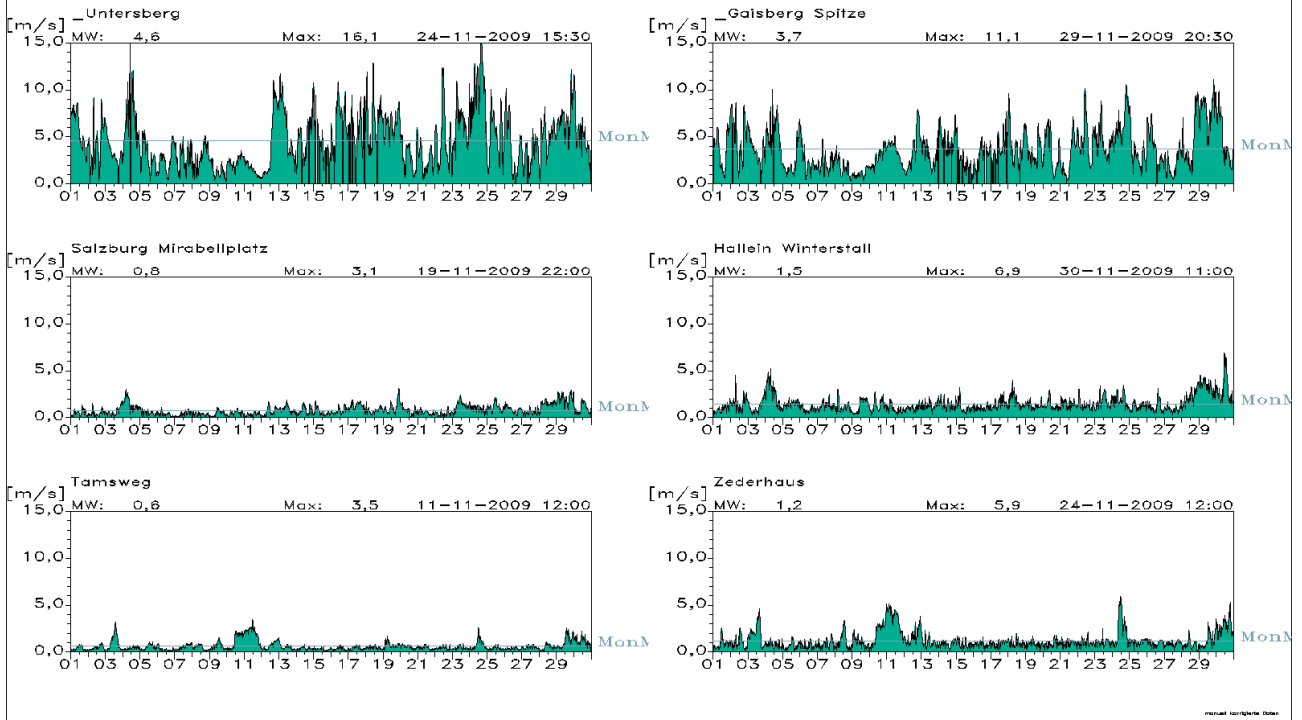 _Untersberg
[m/s] MW: 4,6 Max: 16,1 24-11-2009 15:30
15,0
10,0
5,0
0,0
MonM
01 03 05 07 09 11 13 15 17 19 21 23 25 27 29
_Gaisberg Spitze
[m/s] MW: 3,7 Max: 11,1 29-11-2009 20:30
15,0
10,0
5,0
0,0
MonM
01 03 05 07 09 11 13 15 17 19 21 23 25 27 29
Salzburg Mirabellplatz
[m/s] MW: 0,8 Max: 3,1 19-11-2009 22:00
15,0
10,0
5,0
0,0
MonM
01 03 05 07 09 11 13 15 17 19 21 23 25 27 29
Hallein Winterstall
[m/s] MW: 1,5 Max: 6,9 30-11-2009 11:00
15,0
10,0
5,0
0,0
MonM
01 03 05 07 09 11 13 15 17 19 21 23 25 27 29
Tamsweg
[m/s] MW: 0,6 Max: 3,5 11-11-2009 12:00
15,0
10,0
5,0
0,0
MonM
01 03 05 07 09 11 13 15 17 19 21 23 25 27 29
Zederhaus
[m/s] MW: 1,2 Max: 5,9 24-11-2009 12:00
15,0
10,0
5,0
0,0
MonM
01 03 05 07 09 11 13 15 17 19 21 23 25 27 29
manuell korrigierte Daten